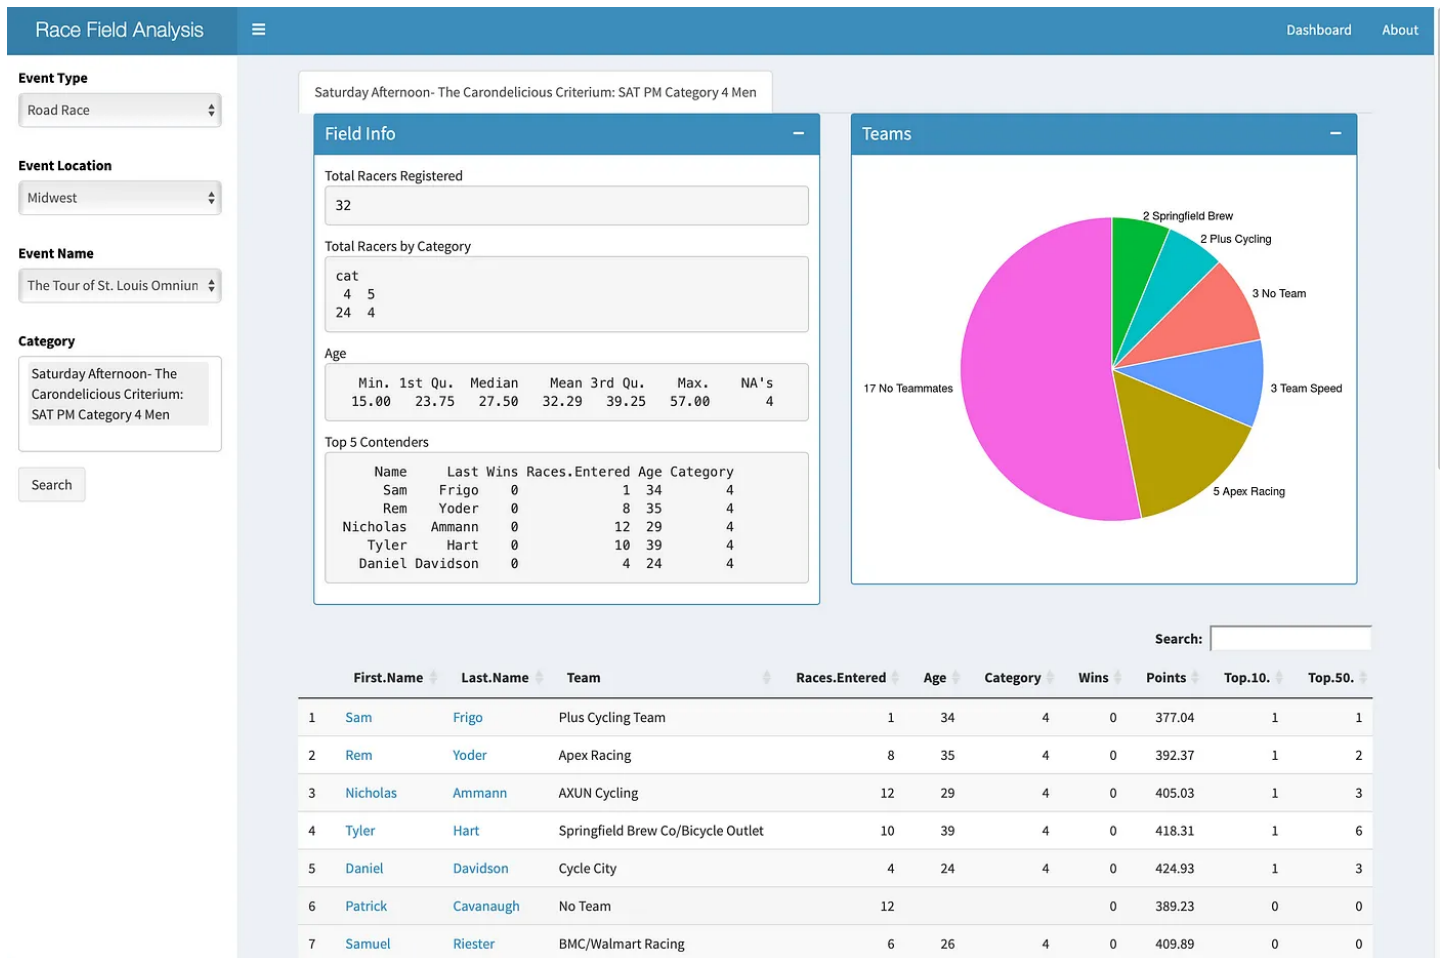 Race Field Analysis
Dashboard About
Event Type
Road Race
Event Location
Midwest
Event Name
The Tour of St. Louis Omniun
Category
Saturday Afternoon- The
Carondelicious Criterium:
SAT PM Category 4 Men
Search
Saturday Afternoon- The Carondelicious Criterium: SAT PM Category 4 Men
Field Info
Total Racers Registered
32
Total Racers by Category
cat
4 5
24 4
Age
Min. 1st Qu. Median Mean 3rd Qu. Max. NA's
15.00 23.75 27.50 32.29 39.25 57.00 4
Top 5 Contenders
Name Last Wins Races.Entered Age Category
Sam Frigo 0 1 34 4
Rem Yoder 0 8 35 4
Nicholas Ammann 0 12 29 4
Tyler Hart 0 10 39 4
Daniel Davidson 0 4 24 4
Teams
2 Springfield Brew
2 Plus Cycling
3 No Team
17 No Teammates
3 Team Speed
5 Apex Racing
Search:
First.Name Last.Name Team Races.Entered Age Category Wins Points Top.10. Top.50.
1 Sam Frigo Plus Cycling Team 1 34 4 0 377.04 1 1
2 Rem Yoder Apex Racing 8 35 4 0 392.37 1 2
3 Nicholas Ammann AXUN Cycling 12 29 4 0 405.03 1 3
4 Tyler Hart Springfield Brew Co/Bicycle Outlet 10 39 4 0 418.31 1 6
5 Daniel Davidson Cycle City 4 24 4 0 424.93 1 3
6 Patrick Cavanaugh No Team 12 0 389.23 0 0
7 Samuel Riester BMC/Walmart Racing 6 26 4 0 409.89 0 0